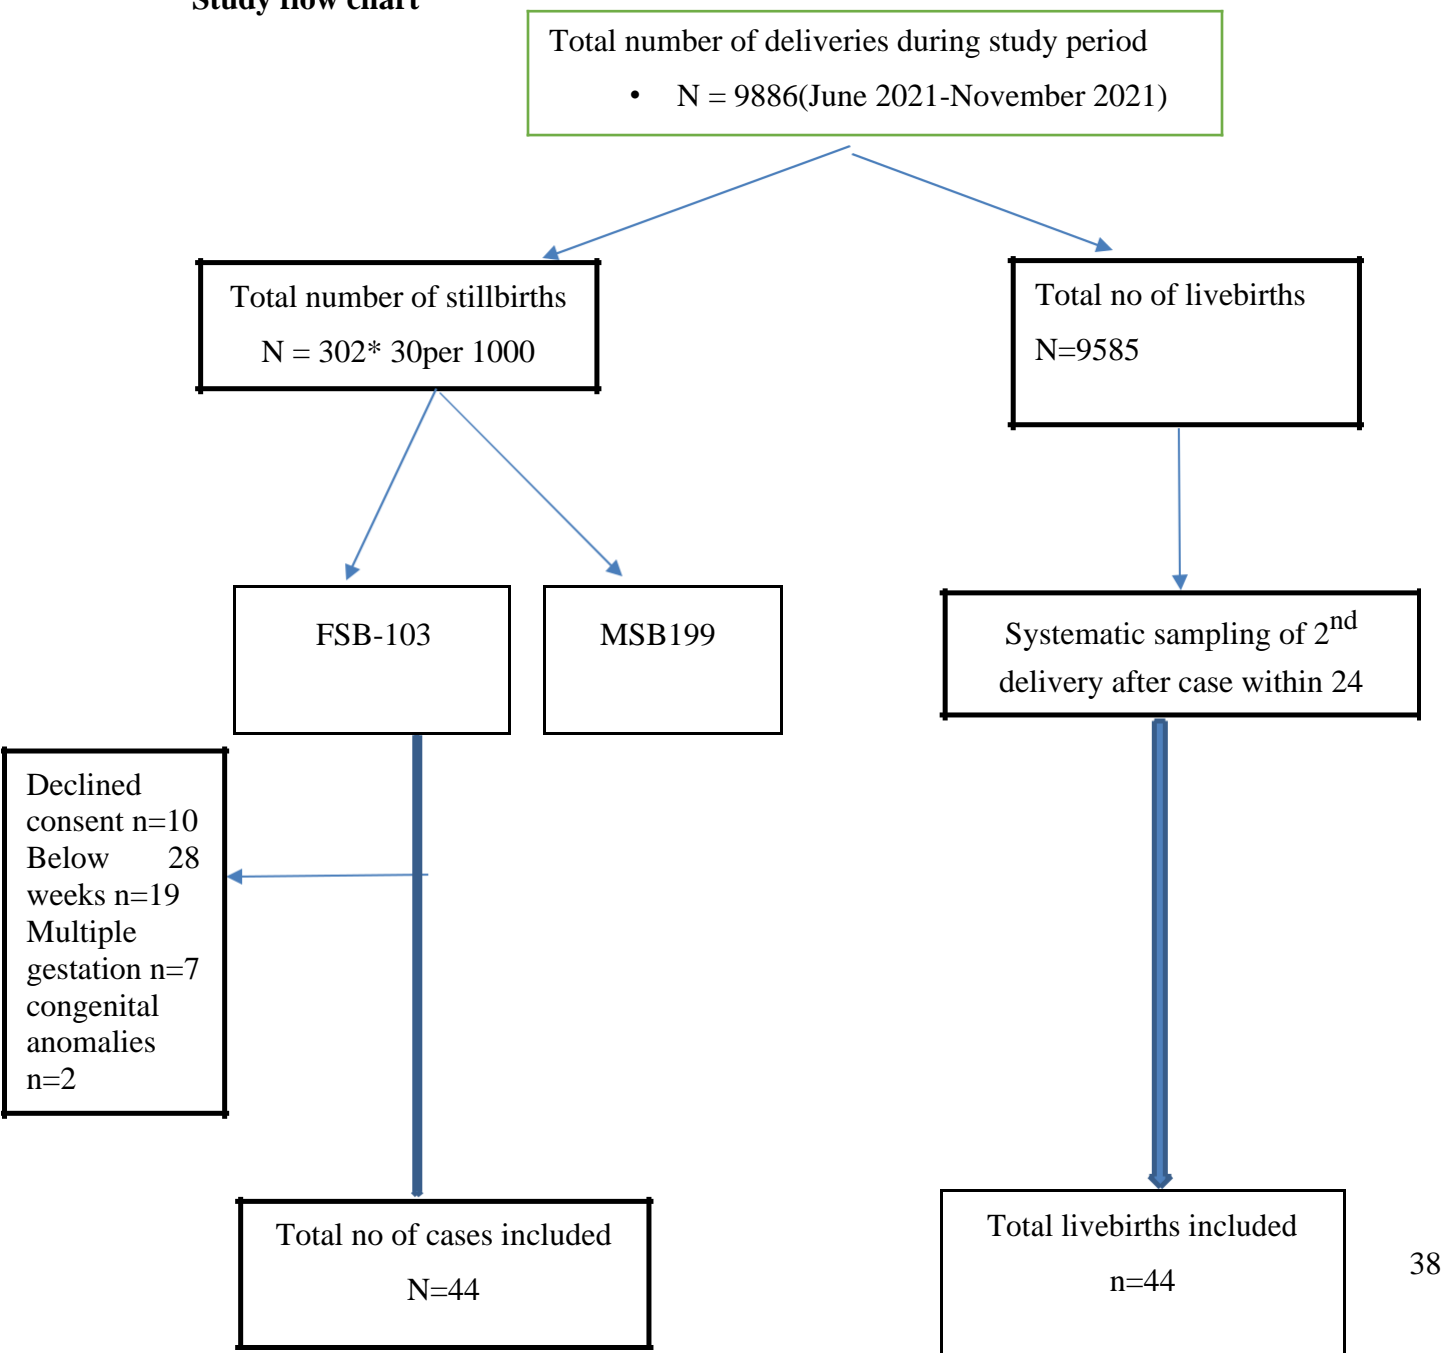 Study flow chart
Total number of deliveries during study period
• N = 9886(June 2021-November 2021)
Total number of stillbirths
N = 302* 30per 1000
Total no of livebirths
N=9585
FSB-103
MSB199
Systematic sampling of 2nd
delivery after case within 24
Declined
consent n=10
Below 28
weeks n=19
Multiple
gestation n=7
congenital
anomalies
n=2
Total no of cases included
N=44
Total livebirths included
n=44
38